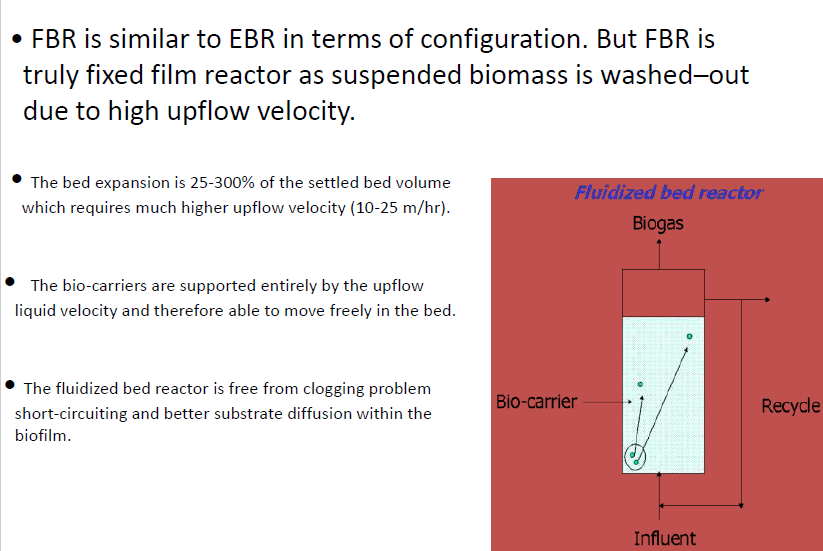 • FBR is similar to EBR in terms of configuration. But FBR is
truly fixed film reactor as suspended biomass is washed–out
due to high upflow velocity.
• The bed expansion is 25-300% of the settled bed volume
which requires much higher upflow velocity (10-25 m/hr).
• The bio-carriers are supported entirely by the upflow
liquid velocity and therefore able to move freely in the bed.
• The fluidized bed reactor is free from clogging problem
short-circuiting and better substrate diffusion within the
biofilm.
Fluidized bed reactor
Biogas
Bio-carrier
Recycle
Influent